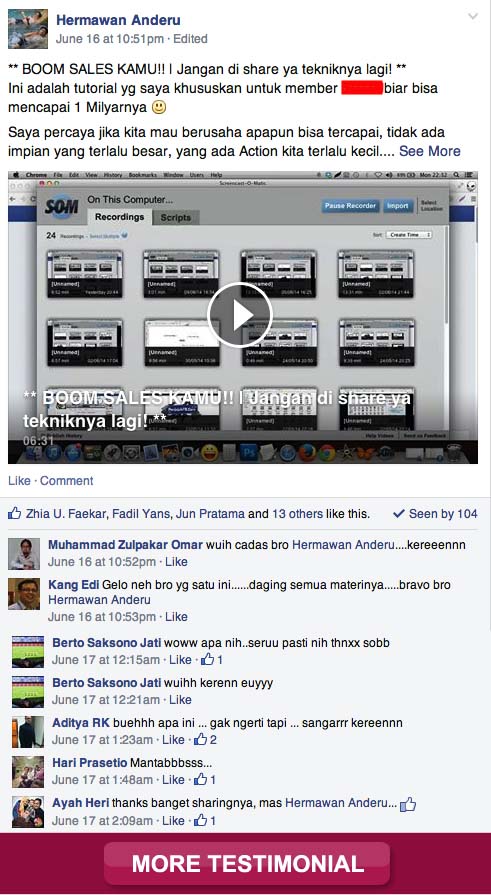 Hermawan Anderu
June 16 at 10:51pm · Edited
** BOOM SALES KAMU!! | Jangan di share ya tekniknya lagi! **
Ini adalah tutorial yg saya khususkan untuk member biar bisa
mencapai 1 Milyarnya
Saya percaya jika kita mau berusaha apapun bisa tercapai, tidak ada
impian yang terlalu besar, yang ada Action kita terlalu kecil.... See More
Chrome File Edit View History Bookmarks Window Users Help
Mon 22:52
Screencast-O-Matic
SOM
On This Computer...
Recordings Scripts
Pause Recorder Import Select Location
24 Recordings - Select Multiple
Sort: Create Time
[Unnamed] [Unnamed] [Unnamed] [Unnamed]
[Unnamed] [Unnamed] [Unnamed] [Unnamed]
** BOOM SALES KAMU!! | Jangan di share ya
tekniknya lagi! **
06:31
Publish History
Help Videos Send us Feedback
Like · Comment
Zhia U. Faekar, Fadil Yans, Jun Pratama and 13 others like this.
Seen by 104
Muhammad Zulpakar Omar wuih cadas bro Hermawan Anderu....kereeennn
June 16 at 10:52pm · Like
Kang Edi Gelo neh bro yg satu ini......daging semua materinya.....bravo bro
Hermawan Anderu
June 16 at 10:53pm · Like
Berto Saksono Jati woww apa nih..seruu pasti nih thnxx sobb
June 17 at 12:15am · Like · 1
Berto Saksono Jati wuihh kerenn euyyy
June 17 at 12:21am · Like
Aditya RK buehhh apa ini ... gak ngerti tapi ... sangarrr kereennn
June 17 at 1:23am · Like · 2
Hari Prasetio Mantabbbsss...
June 17 at 1:48am · Like · 1
Ayah Heri thanks banget sharingnya, mas Hermawan Anderu...
June 17 at 2:09am · Like · 1
MORE TESTIMONIAL